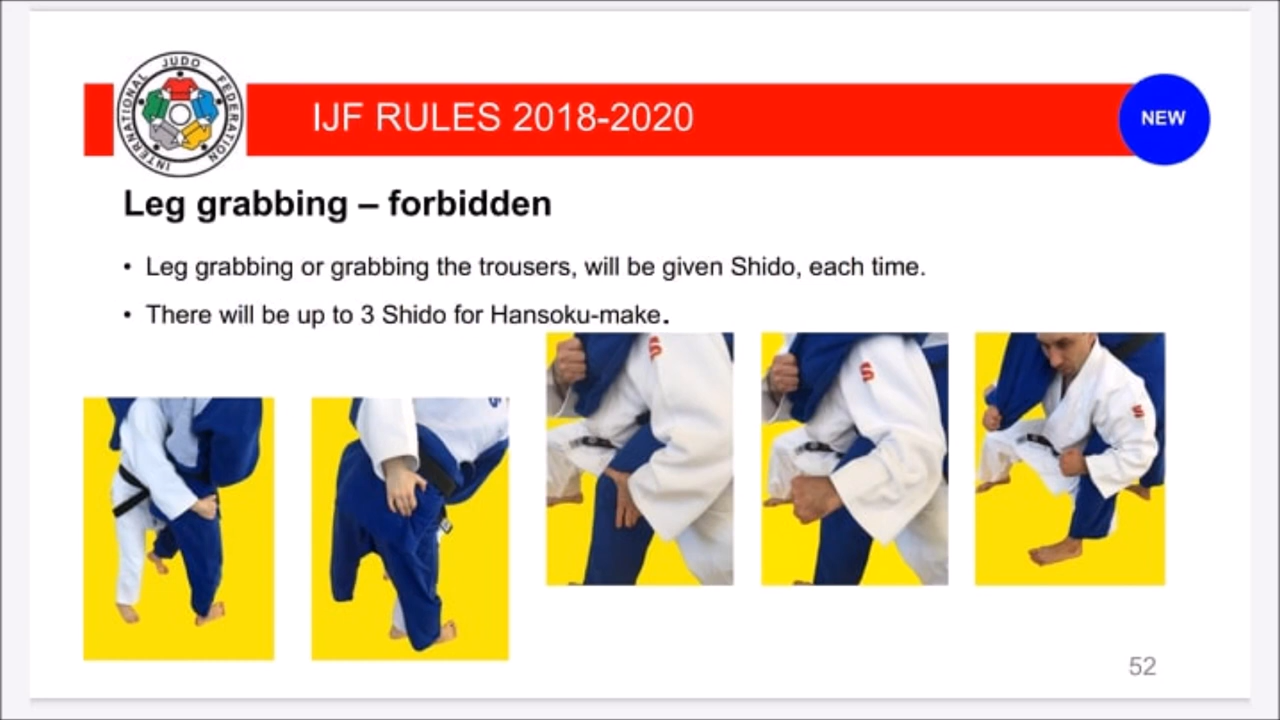 INTERNATIONAL JUDO FEDERATION
IJF RULES 2018-2020
NEW
Leg grabbing – forbidden
• Leg grabbing or grabbing the trousers, will be given Shido, each time.
• There will be up to 3 Shido for Hansoku-make.
52